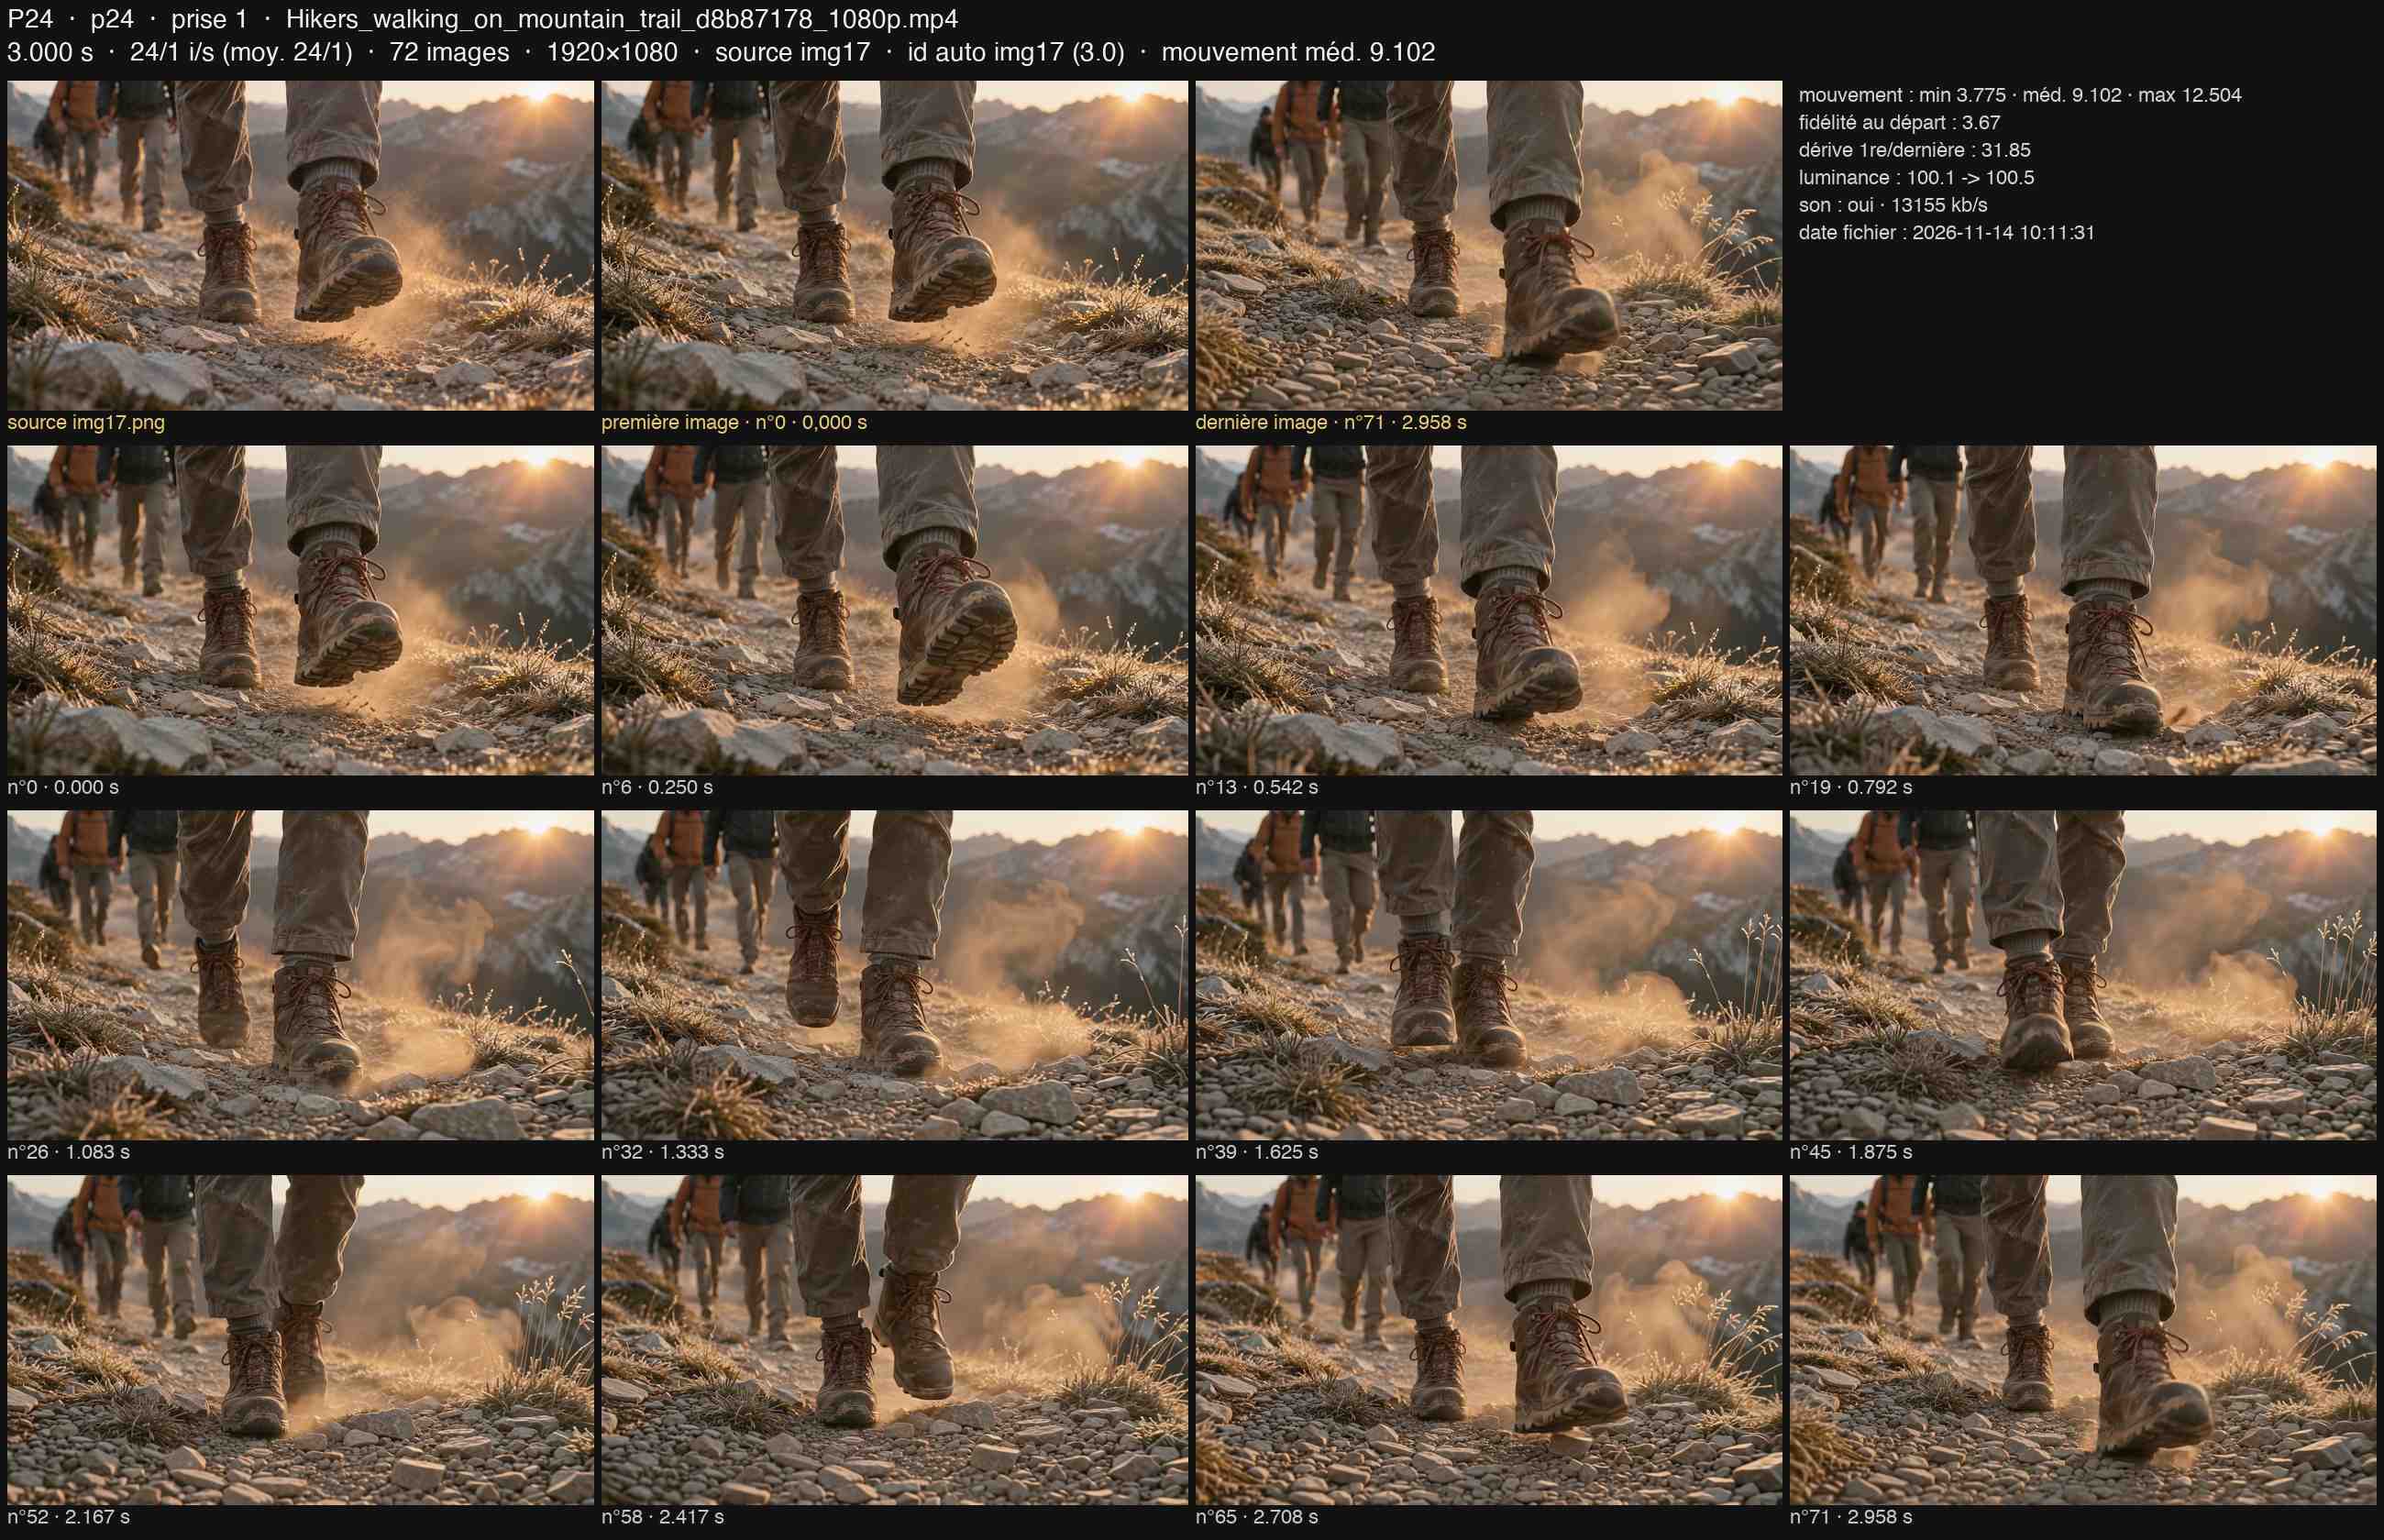 P24 · p24 · prise 1 · Hikers_walking_on_mountain_trail_d8b87178_1080p.mp4
3.000 s · 24/1 i/s (moy. 24/1) · 72 images · 1920×1080 · source img17 · id auto img17 (3.0) · mouvement méd. 9.102
mouvement : min 3.775 · méd. 9.102 · max 12.504
fidélité au départ : 3.67
dérive 1re/dernière : 31.85
luminance : 100.1 -> 100.5
son : oui · 13155 kb/s
date fichier : 2026-11-14 10:11:31
source img17.png
première image · n°0 · 0,000 s
dernière image · n°71 · 2.958 s
n°0 · 0.000 s
n°6 · 0.250 s
n°13 · 0.542 s
n°19 · 0.792 s
n°26 · 1.083 s
n°32 · 1.333 s
n°39 · 1.625 s
n°45 · 1.875 s
n°52 · 2.167 s
n°58 · 2.417 s
n°65 · 2.708 s
n°71 · 2.958 s